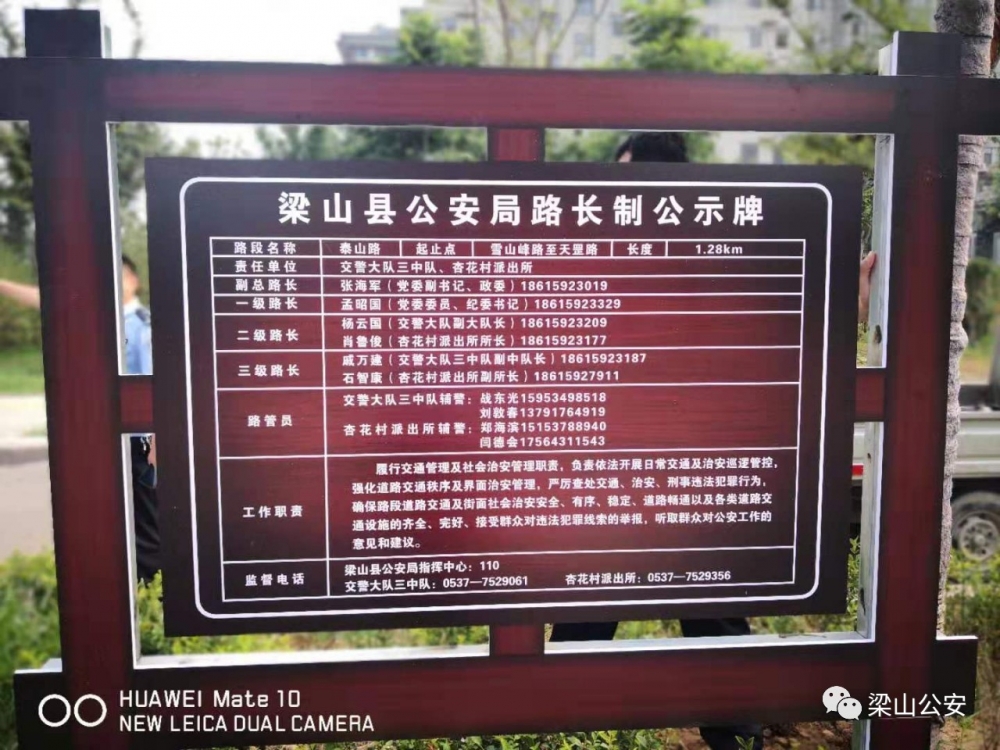 梁山县公安局路长制公示牌
路段名称 泰山路 起止点 雪山峰路至天罡路 长度 1.28km
责任单位 交警大队三中队、杏花村派出所
副总路长 张海军（党委副书记、政委）18615923019
一级路长 孟昭国（党委委员、纪委书记）18615923329
二级路长 杨云国（交警大队副大队长）18615923209
肖鲁俊（杏花村派出所所长）18615923177
三级路长 戚万建（交警大队三中队副中队长）18615923187
石智康（杏花村派出所副所长）18615927911
路管员 交警大队三中队辅警：战东光15953498518
刘敦春13791764919
杏花村派出所辅警：郑海滨15153788940
闫德会17564311543
工作职责 履行交通管理及社会治安管理职责，负责依法开展日常交通及治安巡逻管控，
强化道路交通秩序及界面治安管理，严厉查处交通、治安、刑事违法犯罪行为，
确保路段道路交通及街面社会治安安全、有序、稳定、道路畅通以及各类道路交
通设施的齐全、完好、接受群众对违法犯罪线索的举报，听取群众对公安工作的
意见和建议。
监督电话 梁山县公安局指挥中心：110
交警大队三中队：0537—7529061 杏花村派出所：0537—7529356
HUAWEI Mate 10
NEW LEICA DUAL CAMERA
梁山公安